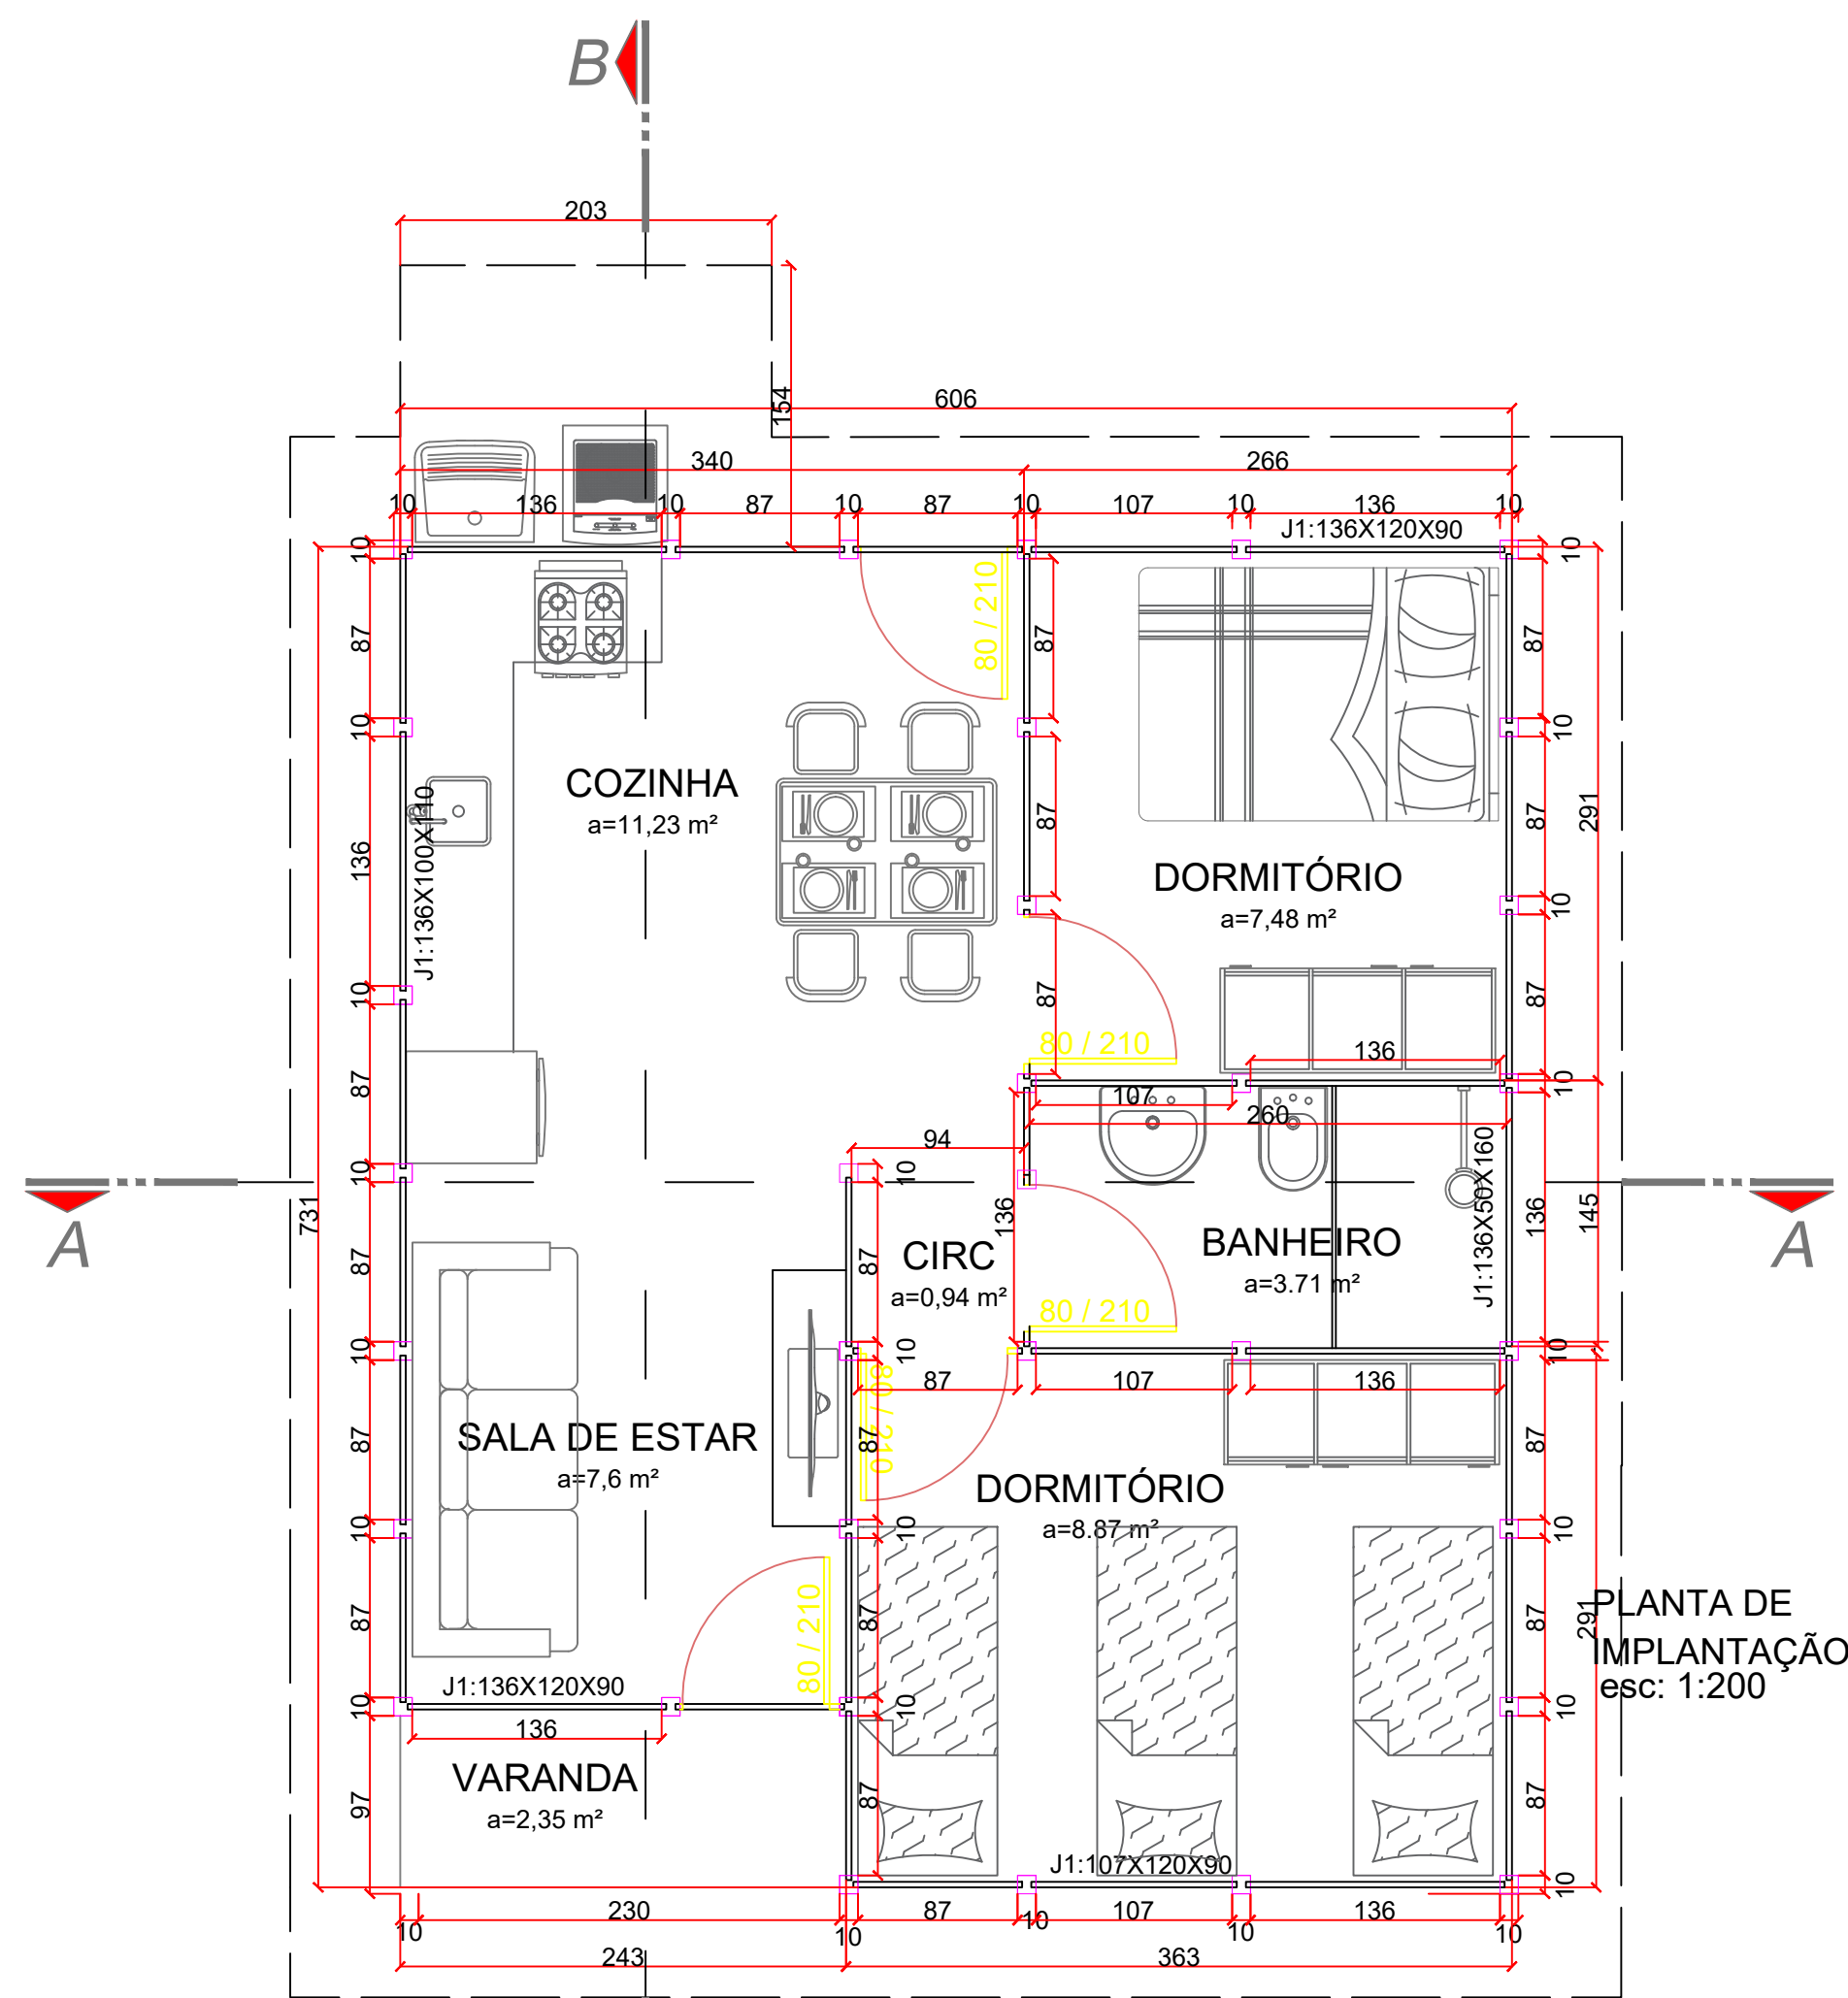 B
203
154
606
340
266
10
136
10
87
10
87
10
107
10
136
10
J1:136X120X90
10
10
80 / 210
87
87
87
10
10
COZINHA
a=11,23 m²
J1:136X100X110
136
87
87
291
DORMITÓRIO
a=7,48 m²
10
10
87
87
80 / 210
136
87
10
107
260
94
10
10
J1:136X50X160
A
731
136
136
145
A
87
87
CIRC
a=0,94 m²
BANHEIRO
a=3.71 m²
80 / 210
10
10
10
87
107
136
80 / 210
87
87
87
SALA DE ESTAR
a=7,6 m²
DORMITÓRIO
a=8.87 m²
10
10
10
80 / 210
87
87
87
291
PLANTA DE
IMPLANTAÇÃO
esc: 1:200
J1:136X120X90
10
10
10
136
VARANDA
a=2,35 m²
97
87
87
J1:107X120X90
10
10
230
10
87
10
107
10
136
10
243
363